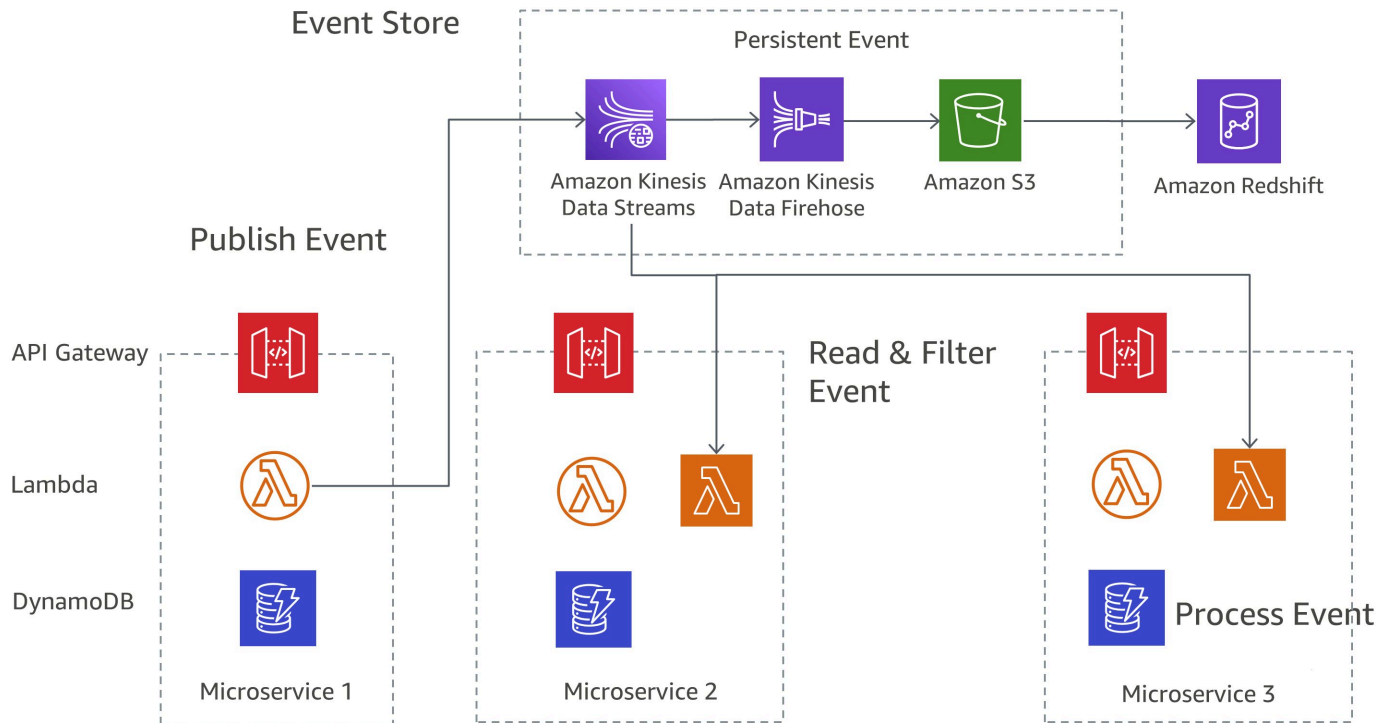 Event Store
Persistent Event
Amazon Kinesis
Data Streams
Amazon Kinesis
Data Firehose
Amazon S3
Amazon Redshift
Publish Event
API Gateway
Read & Filter
Event
Lambda
DynamoDB
Process Event
Microservice 1
Microservice 2
Microservice 3